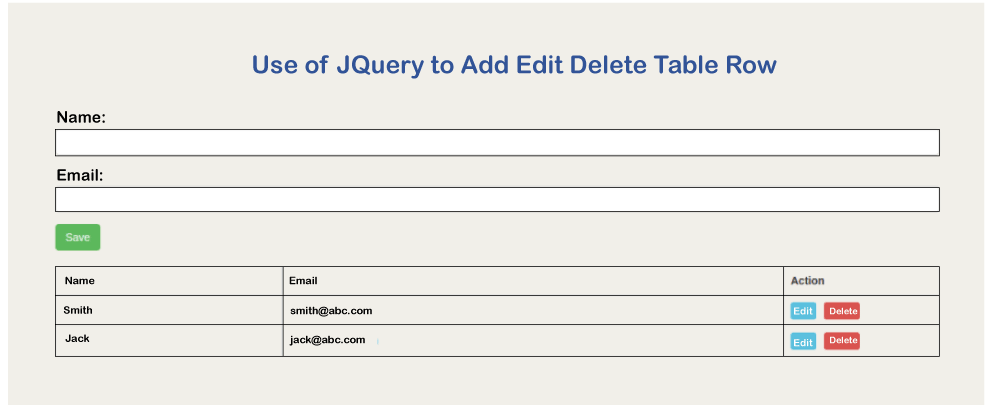 Use of JQuery to Add Edit Delete Table Row
Name:
Email:
Save
Name Email Action
Smith smith@abc.com Edit Delete
Jack jack@abc.com Edit Delete